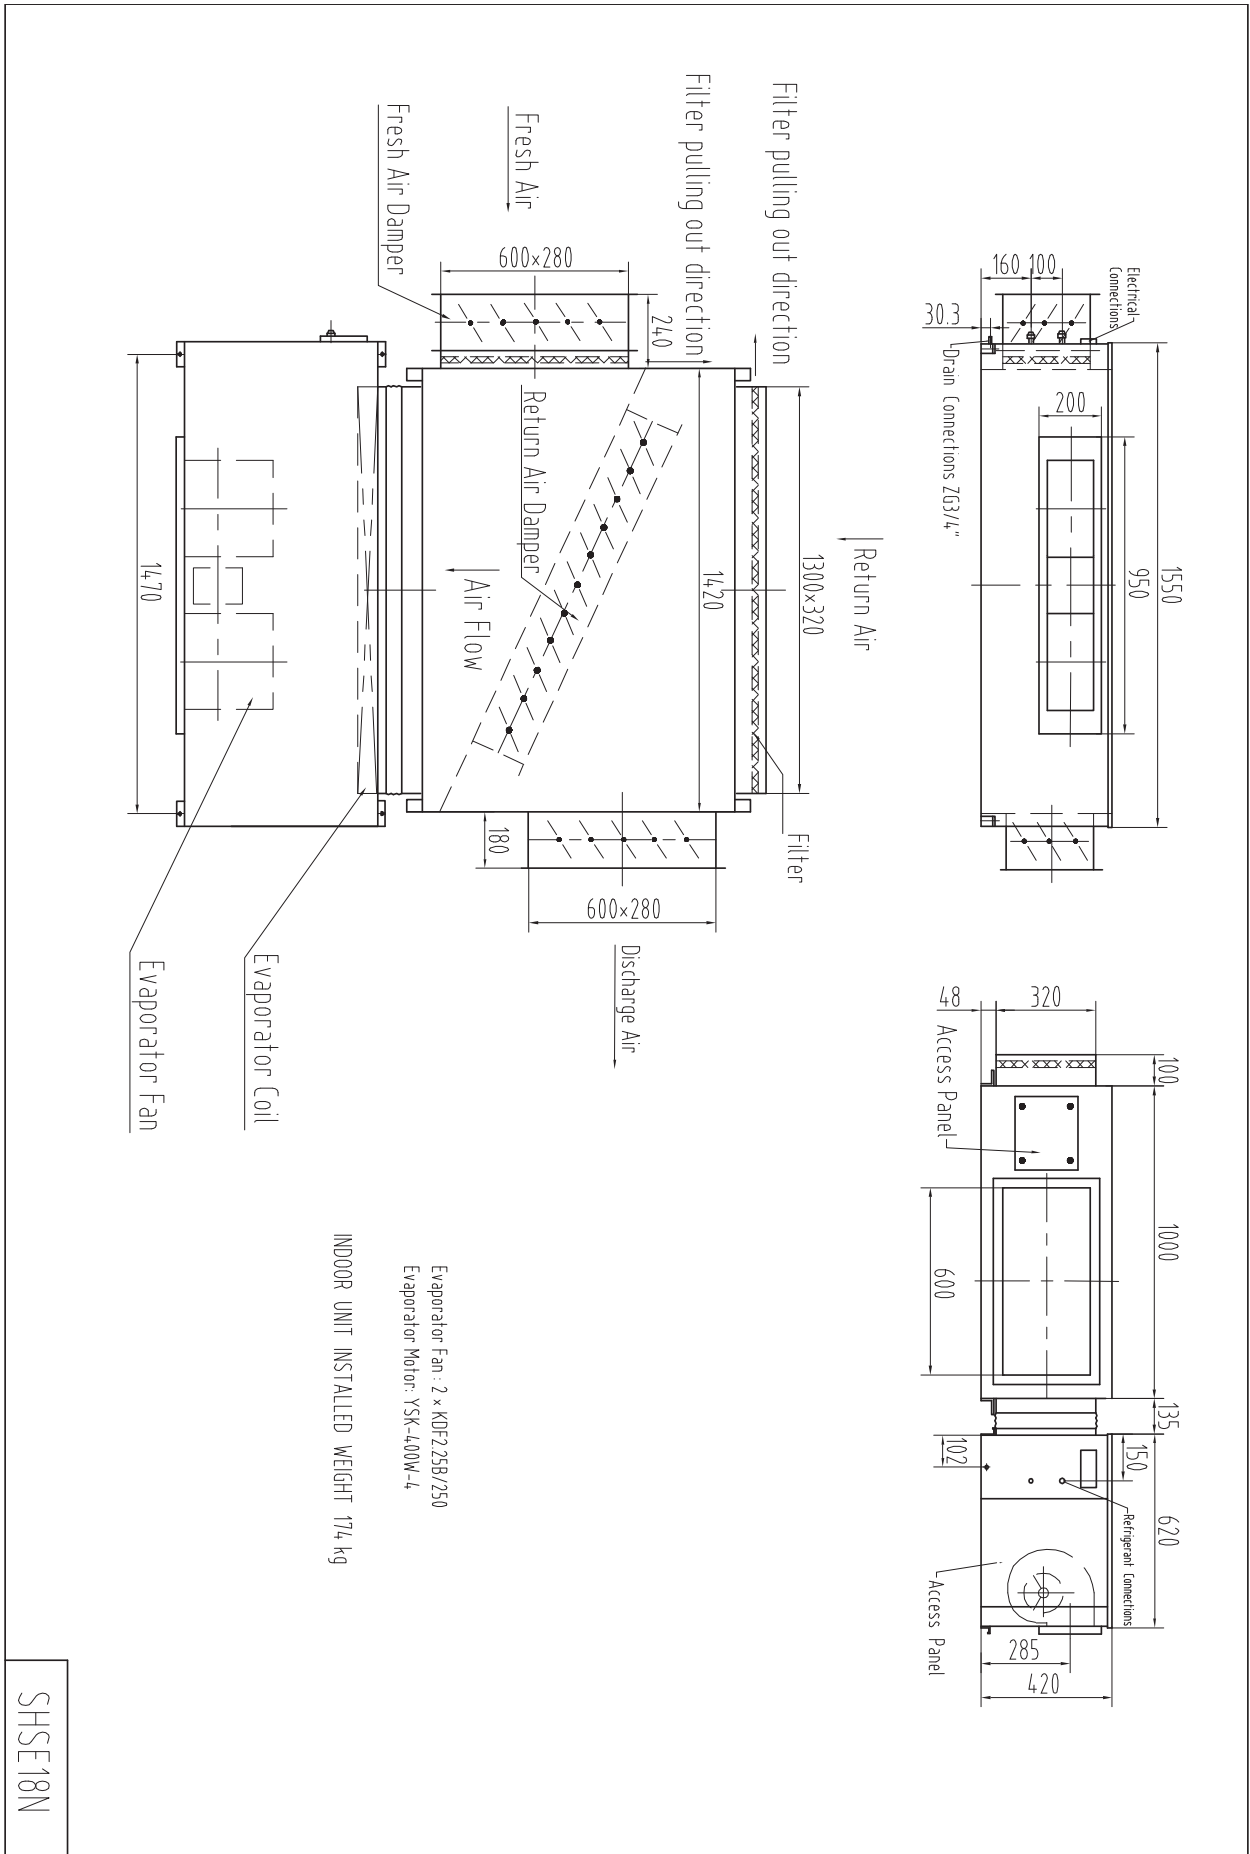 1550
950
200
160
100
30.3
Electrical
Connections
Drain Connections ZG3/4"
48
320
Access Panel
100
1000
600
135
150
102
620
Refrigerant Connections
Access Panel
285
420
Filter pulling out direction
Filter pulling out direction
Return Air
1300×320
1420
Filter
Fresh Air
Fresh Air Damper
600×280
240
Return Air Damper
Air Flow
180
600×280
Discharge Air
1470
Evaporator Coil
Evaporator Fan
Evaporator Fan : 2 × KDF2.25B/250
Evaporator Motor: YSK-400W-4
INDOOR UNIT INSTALLED WEIGHT 174 kg
SHSE18N